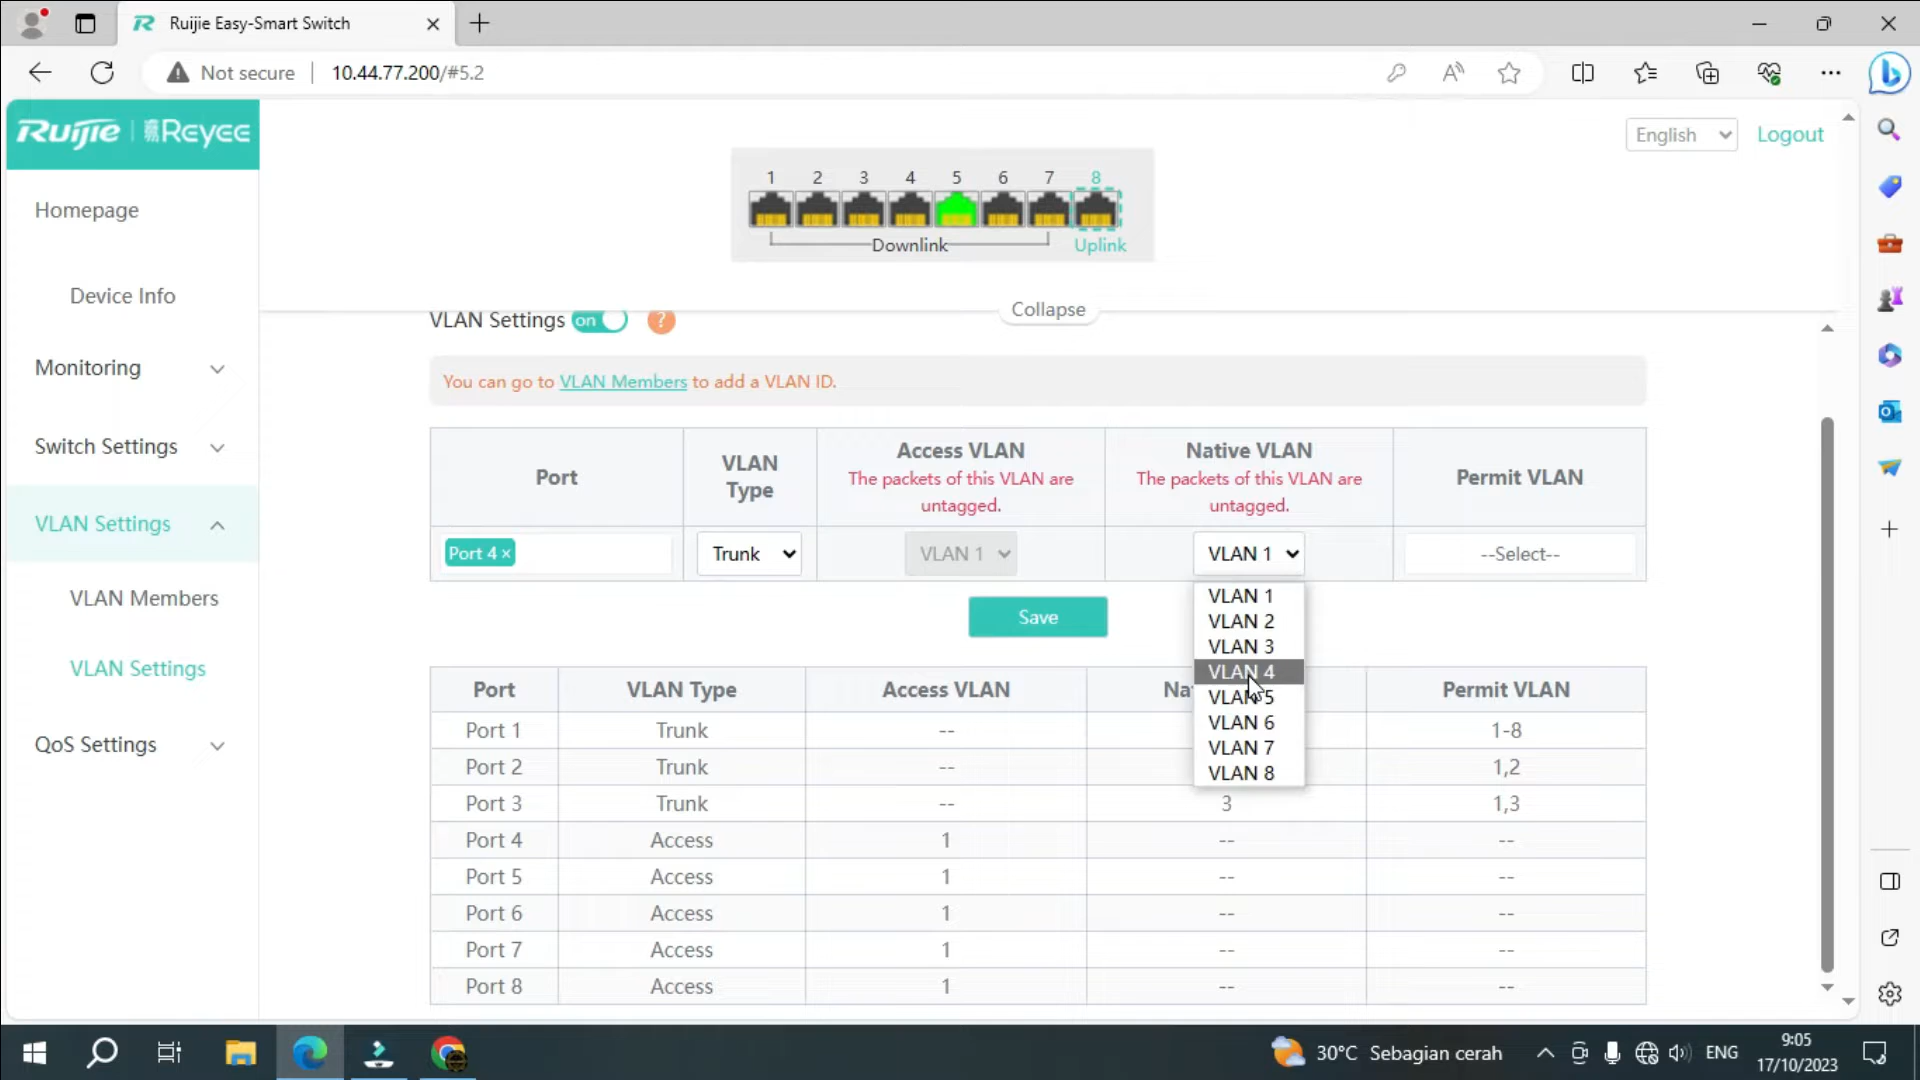 Ruijie Easy-Smart Switch
Not secure
10.44.77.200/#5.2
Ruijie | 锐捷 Reyee
English
Logout
1 2 3 4 5 6 7 8
Downlink
Uplink
Collapse
Homepage
Device Info
Monitoring
Switch Settings
VLAN Settings
VLAN Members
VLAN Settings
QoS Settings
VLAN Settings on ?
You can go to VLAN Members to add a VLAN ID.
Port
VLAN Type
Access VLAN
The packets of this VLAN are untagged.
Native VLAN
The packets of this VLAN are untagged.
Permit VLAN
Port 4 ×
Trunk
VLAN 1
VLAN 1
--Select--
VLAN 1
VLAN 2
VLAN 3
VLAN 4
VLAN 5
VLAN 6
VLAN 7
VLAN 8
Save
Port VLAN Type Access VLAN Na Permit VLAN
Port 1 Trunk -- 1-8
Port 2 Trunk -- 1,2
Port 3 Trunk -- 3 1,3
Port 4 Access 1 -- --
Port 5 Access 1 -- --
Port 6 Access 1 -- --
Port 7 Access 1 -- --
Port 8 Access 1 -- --
30°C Sebagian cerah
ENG
9:05
17/10/2023